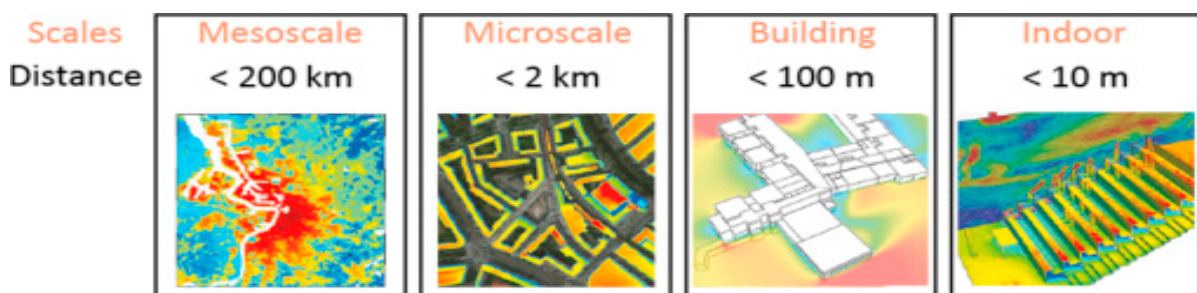 Scales Mesoscale Microscale Building Indoor
Distance < 200 km < 2 km < 100 m < 10 m